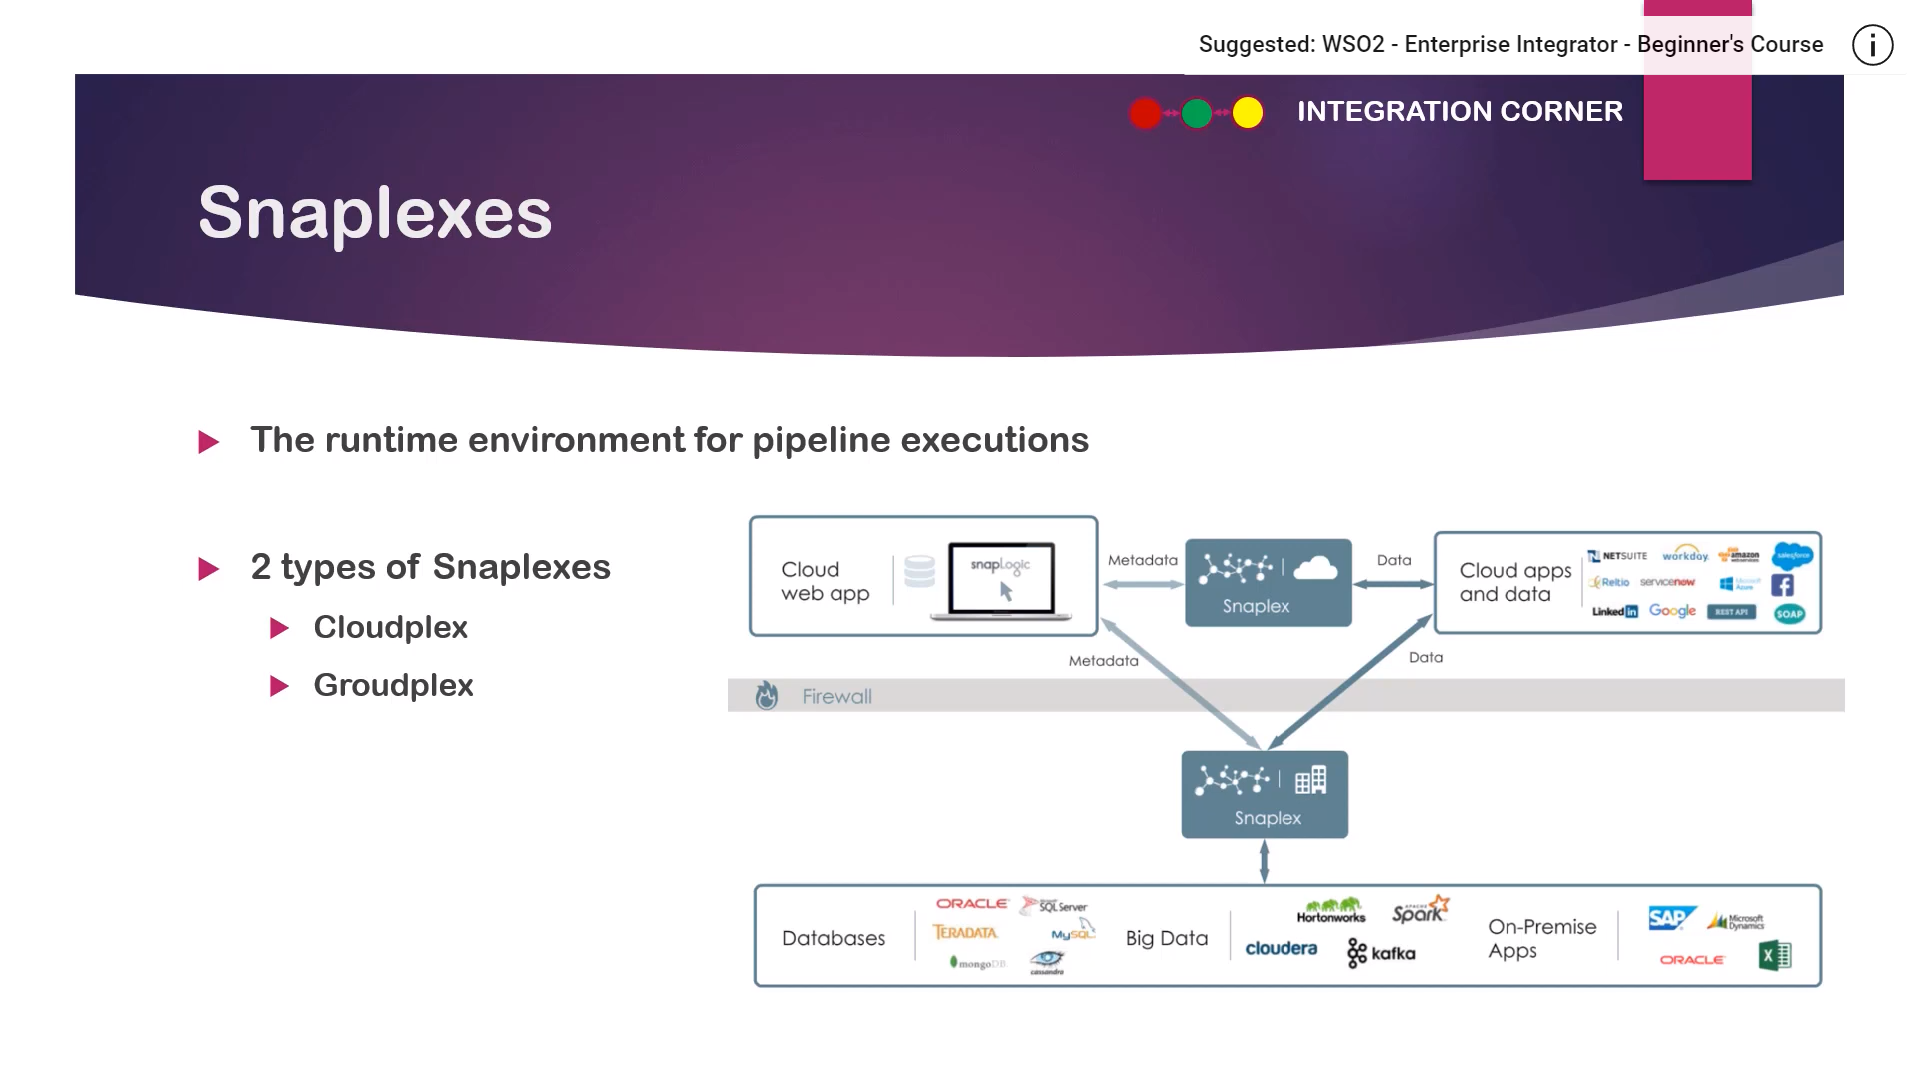 Suggested: WSO2 - Enterprise Integrator - Beginner's Course
INTEGRATION CORNER
Snaplexes
The runtime environment for pipeline executions
2 types of Snaplexes
Cloudplex
Groudplex
Cloud
web app
snapLogic
Metadata
Snaplex
Data
Cloud apps
and data
NETSUITE
workday.
amazon
webservices
salesforce
Reltio
servicenow
Microsoft
Azure
LinkedIn
Google
REST API
SOAP
Metadata
Data
Firewall
Snaplex
Databases
ORACLE
Microsoft
SQL Server
TERADATA
MySQL
mongoDB
cassandra
Big Data
Hortonworks
APACHE
Spark
cloudera
kafka
On-Premise
Apps
SAP
Microsoft
Dynamics
ORACLE
X